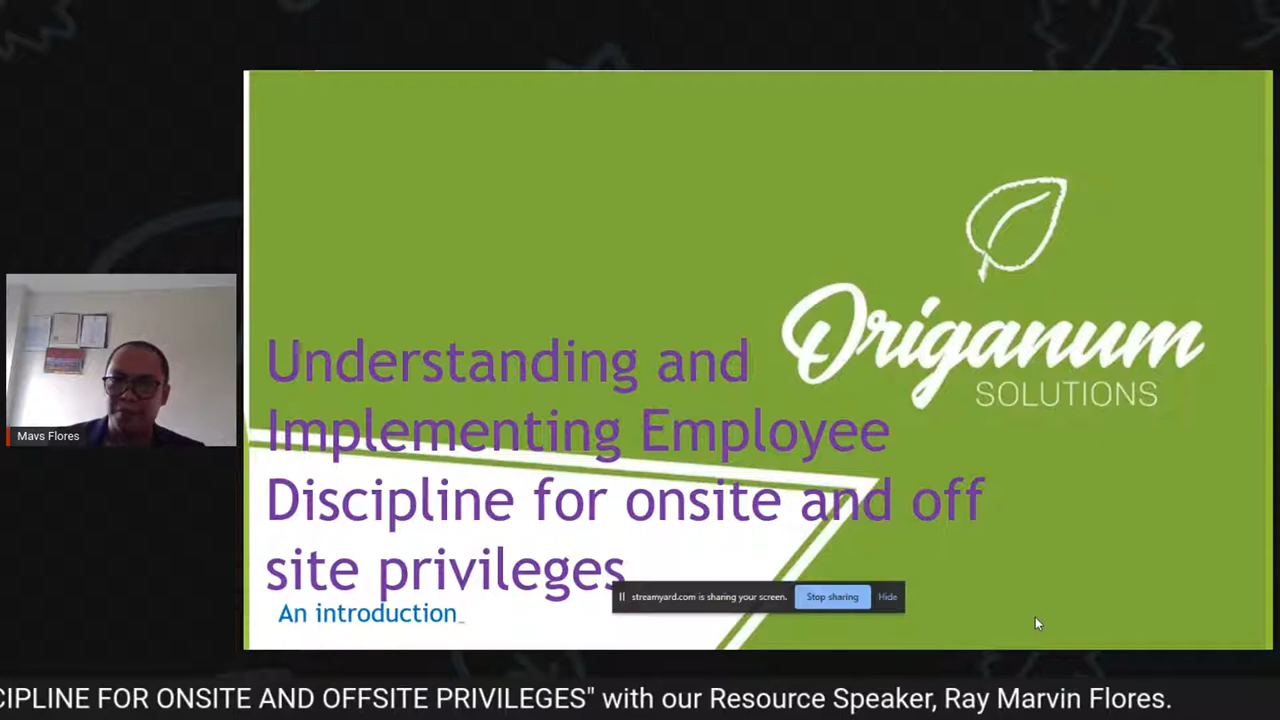 Origanum
SOLUTIONS
Understanding and
Implementing Employee
Discipline for onsite and off
site privileges
An introduction_
streamyard.com is sharing your screen.
Stop sharing
Hide
Mavs Flores
CIPLINE FOR ONSITE AND OFFSITE PRIVILEGES" with our Resource Speaker, Ray Marvin Flores.